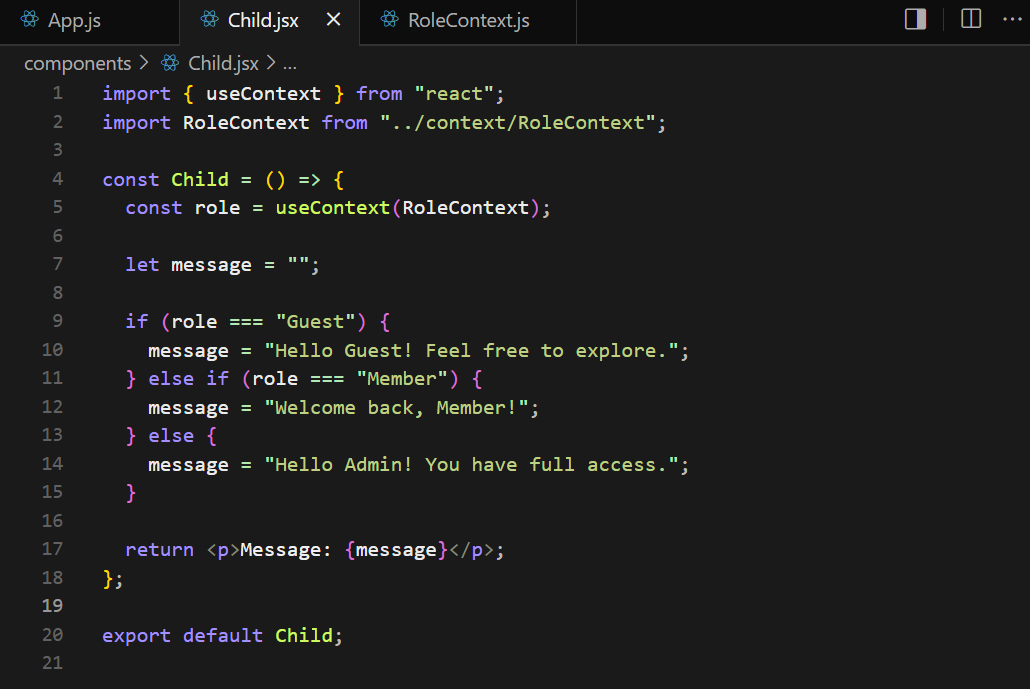 App.js Child.jsx RoleContext.js
components > Child.jsx > ...
1 import { useContext } from "react";
2 import RoleContext from "../context/RoleContext";
3
4 const Child = () => {
5   const role = useContext(RoleContext);
6
7   let message = "";
8
9   if (role === "Guest") {
10     message = "Hello Guest! Feel free to explore.";
11   } else if (role === "Member") {
12     message = "Welcome back, Member!";
13   } else {
14     message = "Hello Admin! You have full access.";
15   }
16
17   return <p>Message: {message}</p>;
18 };
19
20 export default Child;
21